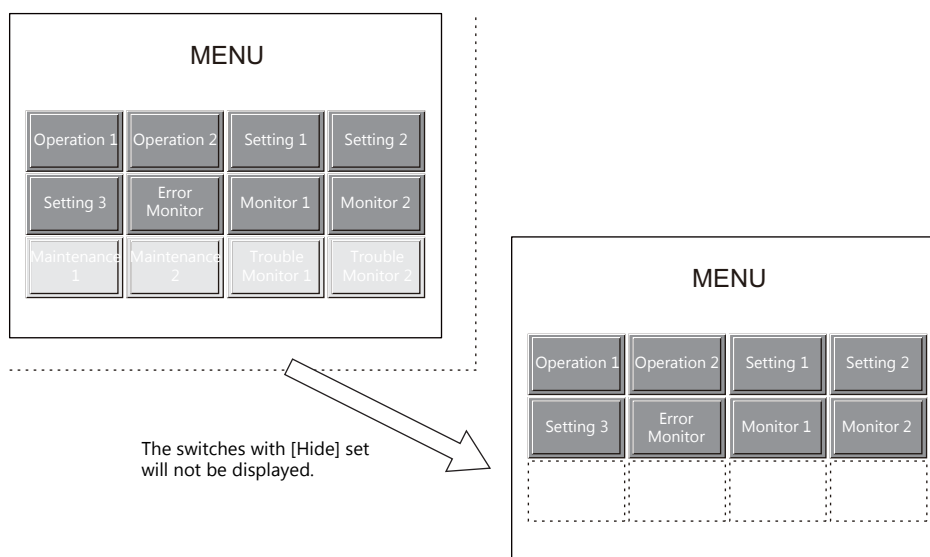 MENU
Operation 1 Operation 2 Setting 1 Setting 2
Setting 3 Error Monitor Monitor 1 Monitor 2
Maintenance 1 Maintenance 2 Trouble Monitor 1 Trouble Monitor 2
The switches with [Hide] set
will not be displayed.
MENU
Operation 1 Operation 2 Setting 1 Setting 2
Setting 3 Error Monitor Monitor 1 Monitor 2